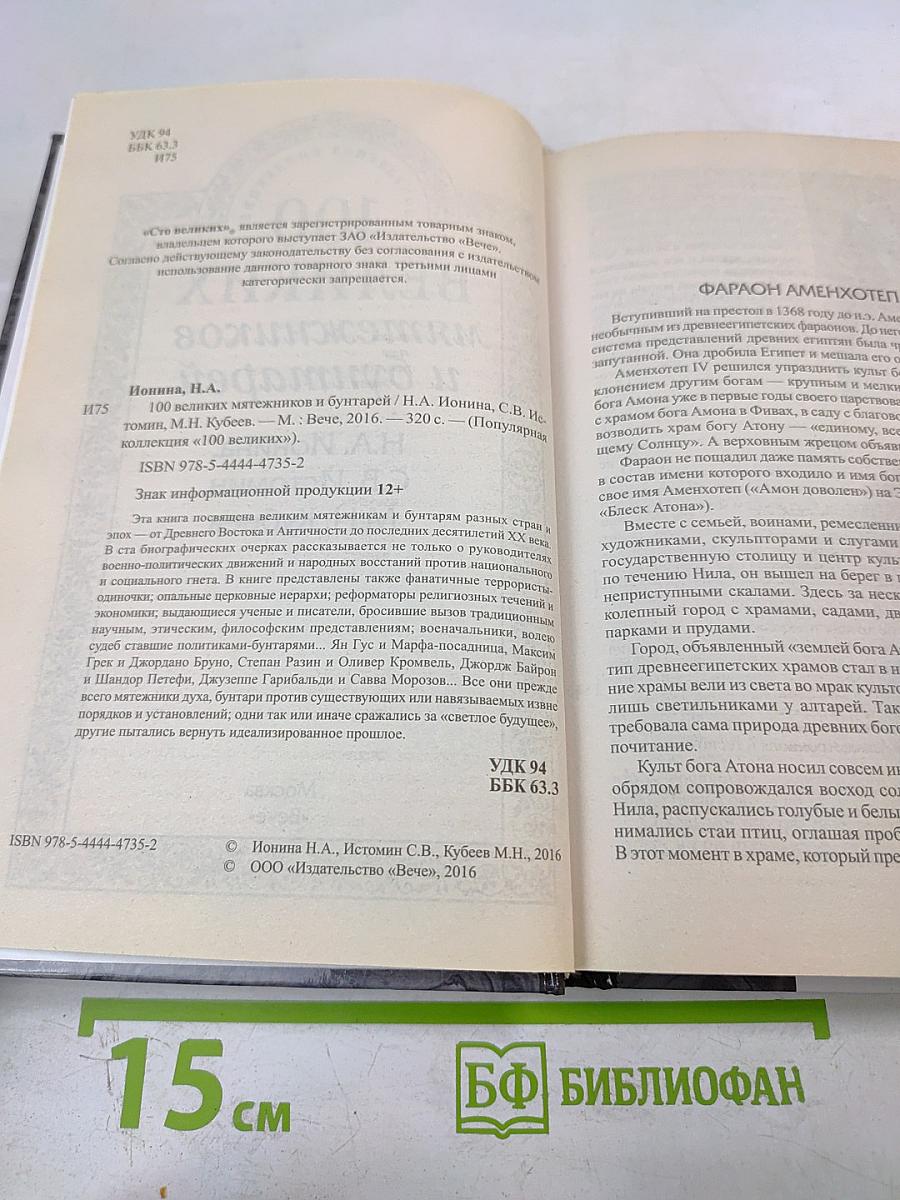 УДК 94
ББК 63.3
И75
«Сто великих»® является зарегистрированным товарным знаком,
владельцем которого выступает ЗАО «Издательство «Вече».
Согласно действующему законодательству без согласования с издательством
использование данного товарного знака третьими лицами
категорически запрещается.
Ионина, Н.А.
И75 100 великих мятежников и бунтарей / Н.А. Ионина, С.В. Ис-
томин, М.Н. Кубеев. — М. : Вече, 2016. — 320 с. — (Популярная
коллекция «100 великих»).
ISBN 978-5-4444-4735-2
Знак информационной продукции 12+
Эта книга посвящена великим мятежникам и бунтарям разных стран и
эпох — от Древнего Востока и Античности до последних десятилетий XX века.
В ста биографических очерках рассказывается не только о руководителях
военно-политических движений и народных восстаний против национального
и социального гнета. В книге представлены также фанатичные террористы-
одиночки; опальные церковные иерархи; реформаторы религиозных течений и
экономики; выдающиеся ученые и писатели, бросившие вызов традиционным
научным, этическим, философским представлениям; военачальники, волею
судеб ставшие политиками-бунтарями... Ян Гус и Марфа-посадница, Максим
Грек и Джордано Бруно, Степан Разин и Оливер Кромвель, Джордж Байрон
и Шандор Петефи, Джузеппе Гарибальди и Савва Морозов... Все они прежде
всего мятежники духа, бунтари против существующих или навязываемых извне
порядков и установлений; одни так или иначе сражались за «светлое будущее»,
другие пытались вернуть идеализированное прошлое.
УДК 94
ББК 63.3
ISBN 978-5-4444-4735-2
© Ионина Н.А., Истомин С.В., Кубеев М.Н., 2016
© ООО «Издательство «Вече», 2016
ФАРАОН АМЕНХОТЕП
Вступивший на престол в 1368 году до н.э. Аме
необычным из древнеегипетских фараонов. До нег
система представлений древних египтян была ч
запутанной. Она дробила Египет и мешала его о
Аменхотеп IV решился упразднить культ б
клонением другим богам — крупным и мелки
бога Амона уже в первые годы своего царствова
с храмом бога Амона в Фивах, в саду с благово
возводить храм богу Атону — «единому, все
щему Солнцу». А верховным жрецом объяв
Фараон не пощадил даже память собстве
в состав имени которого входило и имя бог
свое имя Аменхотеп («Амон доволен») на Э
«Блеск Атона»).
Вместе с семьей, воинами, ремесленни
художниками, скульпторами и слугами
государственную столицу и центр куль
по течению Нила, он вышел на берег в
неприступными скалами. Здесь за неск
колепный город с храмами, садами, дв
парками и прудами.
Город, объявленный «землей бога А
тип древнеегипетских храмов стал в н
ние храмы вели из света во мрак культо
лишь светильниками у алтарей. Так
требовала сама природа древних бого
почитание.
Культ бога Атона носил совсем ин
обрядом сопровождался восход сол
Нила, распускались голубые и белы
нимались стаи птиц, оглашая проб
В этот момент в храме, который пре
15 см
БФ БИБЛИОФАН